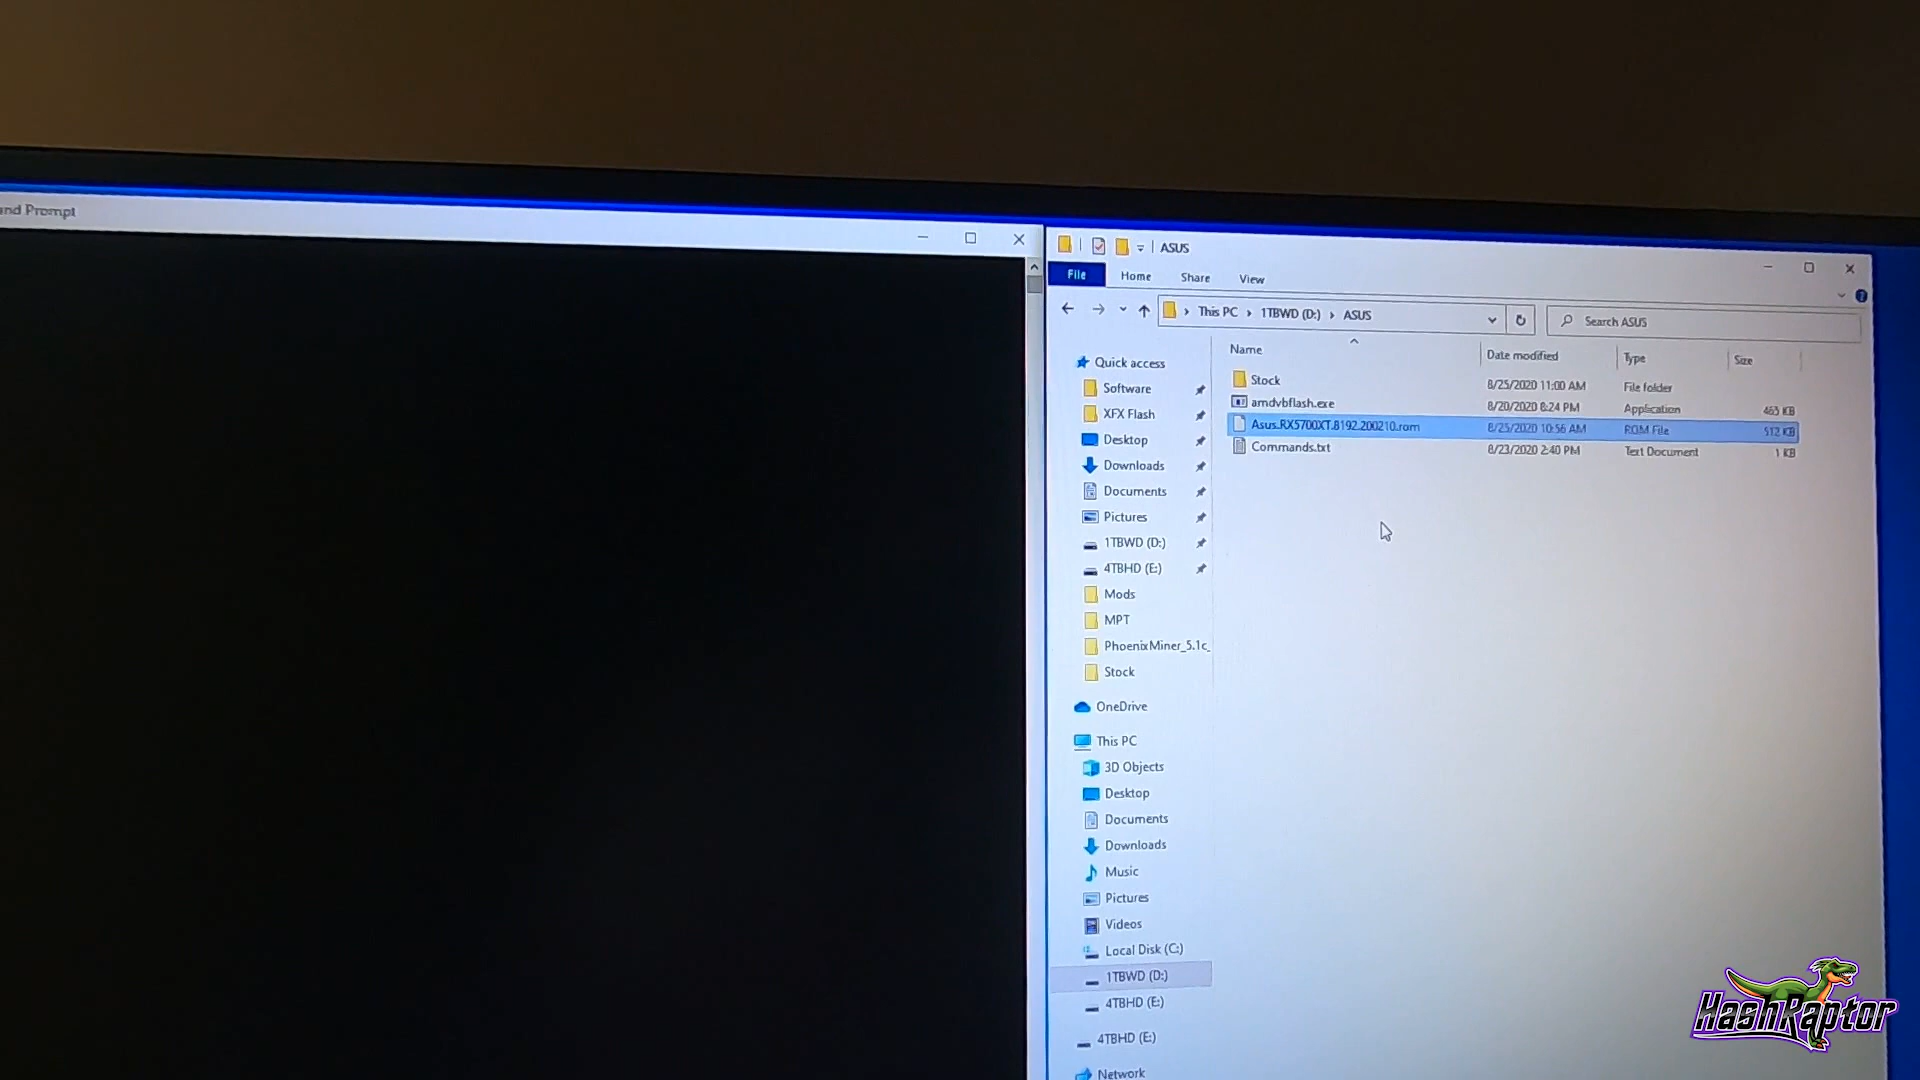 and Prompt
ASUS
File Home Share View
This PC > 1TBWD (D:) > ASUS
Search ASUS
Name Date modified Type Size
Stock 8/25/2020 11:00 AM File folder
amdvbflash.exe 8/20/2020 8:24 PM Application 463 KB
Asus.RX5700XT.8192.200210.rom 8/25/2020 10:56 AM ROM File 512 KB
Commands.txt 8/23/2020 2:40 PM Text Document 1 KB
Quick access
Software
XFX Flash
Desktop
Downloads
Documents
Pictures
1TBWD (D:)
4TBHD (E:)
Mods
MPT
PhoenixMiner_5.1c_
Stock
OneDrive
This PC
3D Objects
Desktop
Documents
Downloads
Music
Pictures
Videos
Local Disk (C:)
1TBWD (D:)
4TBHD (E:)
4TBHD (E:)
Network
HashRaptor